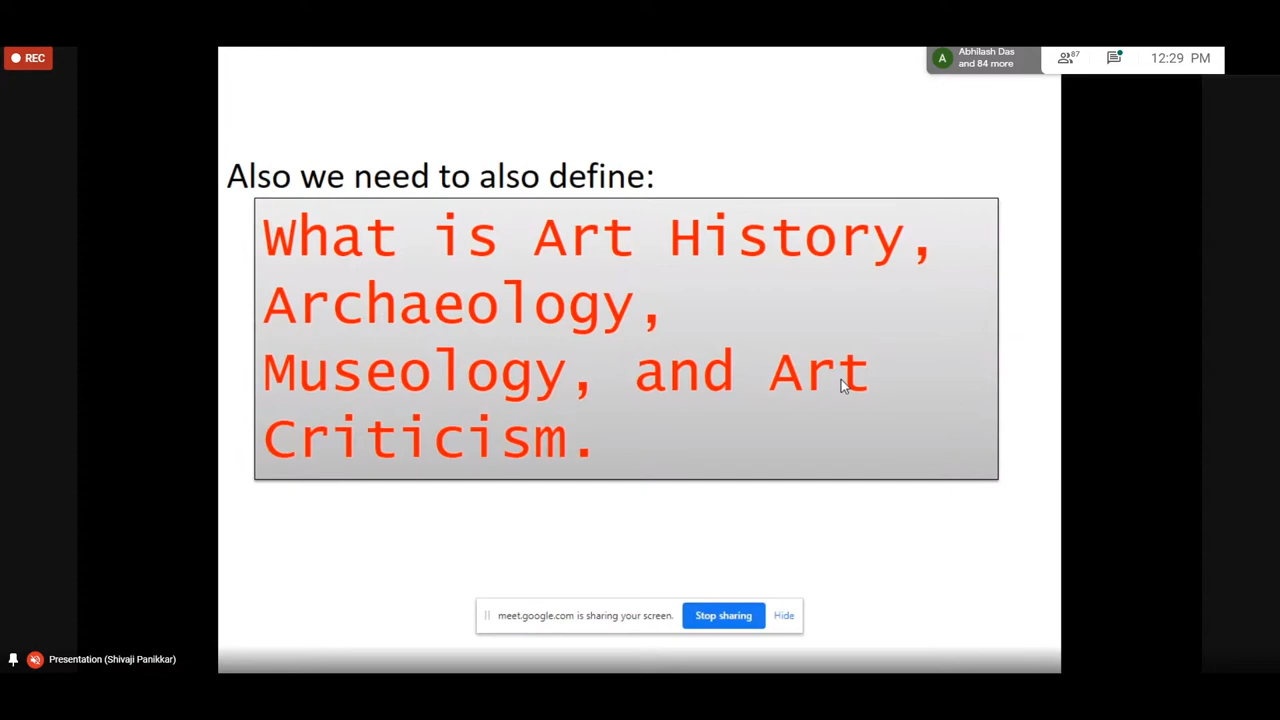 REC
A
Abhilash Das
and 84 more
87
12:29 PM
Also we need to also define:
What is Art History,
Archaeology,
Museology, and Art
Criticism.
meet.google.com is sharing your screen.
Stop sharing
Hide
Presentation (Shivaji Panikkar)